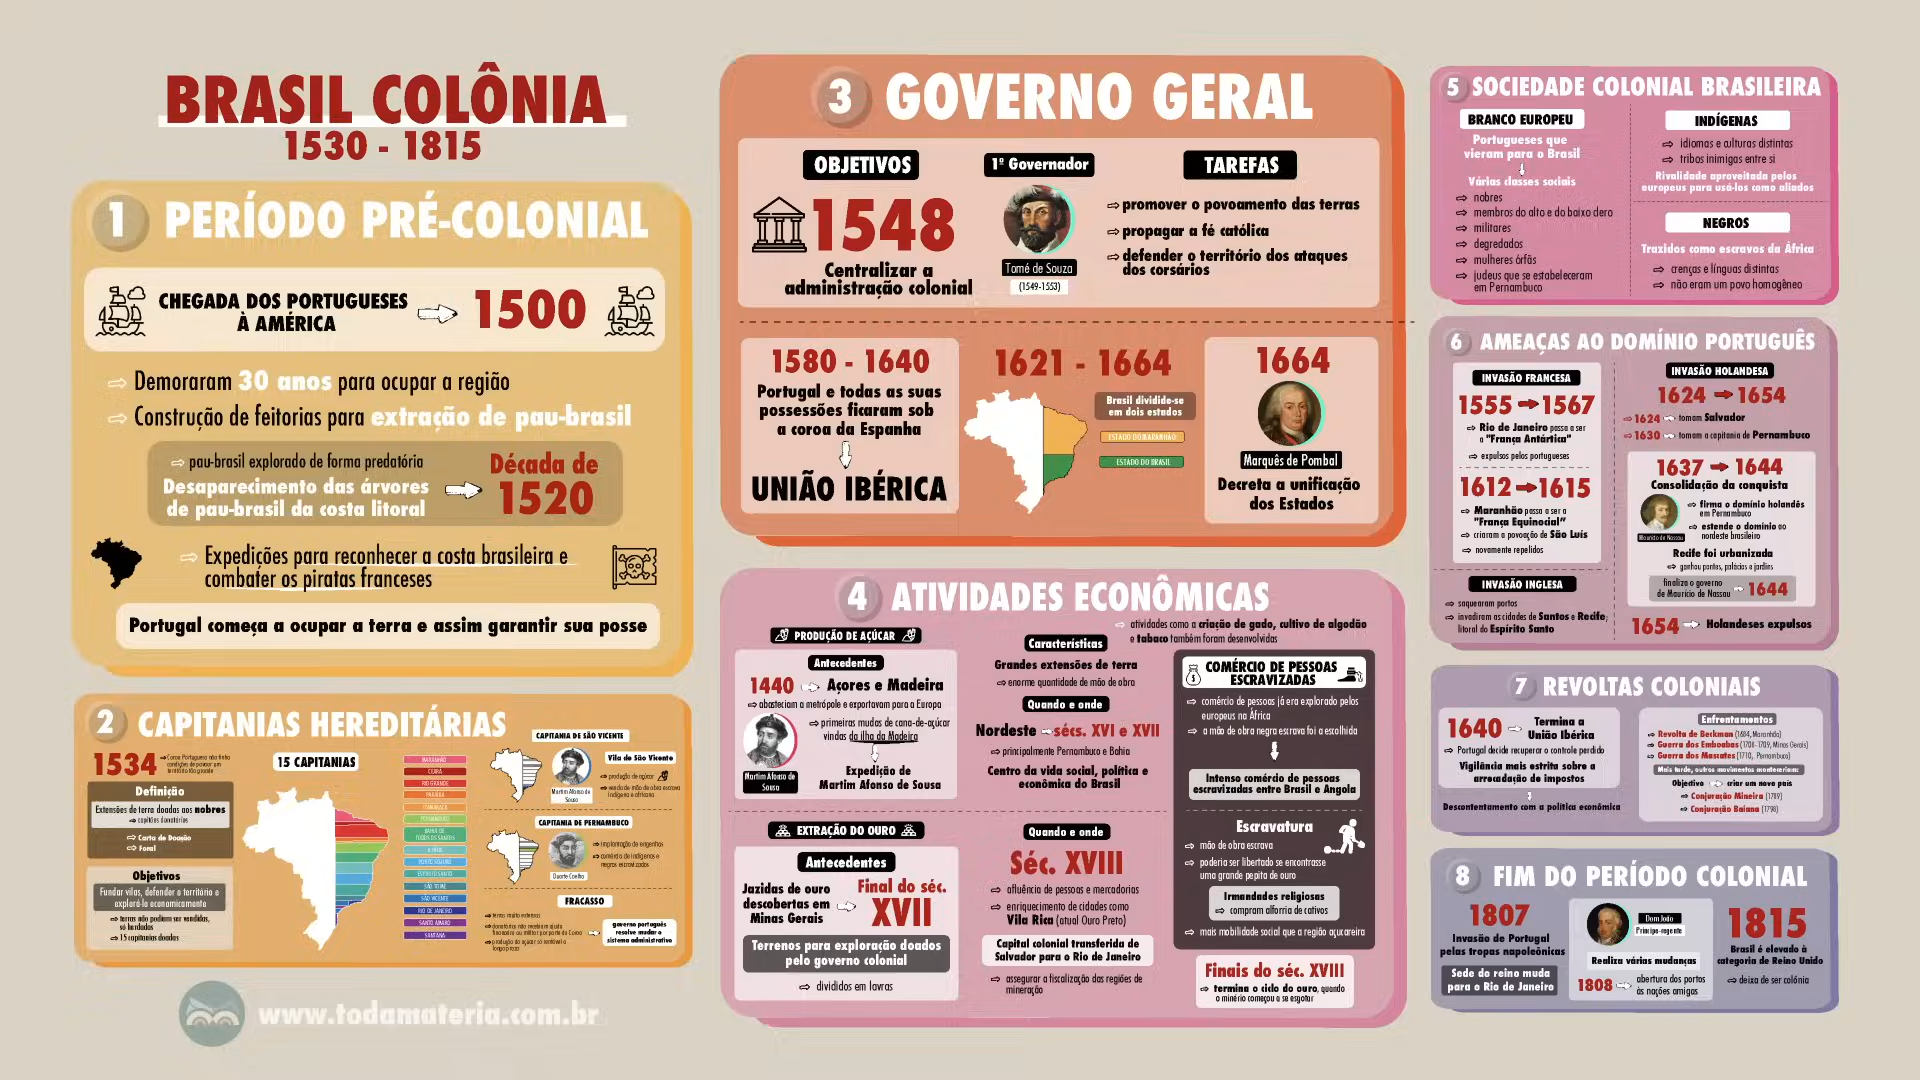 BRASIL COLÔNIA
1530 - 1815
1 PERÍODO PRÉ-COLONIAL
CHEGADA DOS PORTUGUESES
À AMÉRICA
⇨ 1500
⇨ Demoraram 30 anos para ocupar a região
⇨ Construção de feitorias para extração de pau-brasil
⇨ pau-brasil explorado de forma predatória
Desaparecimento das árvores
de pau-brasil da costa litoral
⇨ Década de
1520
⇨ Expedições para reconhecer a costa brasileira e
combater os piratas franceses
Portugal começa a ocupar a terra e assim garantir sua posse
2 CAPITANIAS HEREDITÁRIAS
1534
⇨ Coroa Portuguesa não tinha
condições de povoar um
território tão grande
Definição
Extensões de terra doadas aos nobres
⇨ capitães donatários
⇨ Carta de Doação
⇨ Foral
Objetivos
Fundar vilas, defender o território e
explorá-lo economicamente
⇨ terras não podiam ser vendidas,
só herdadas
⇨ 15 capitanias doadas
15 CAPITANIAS
MARANHÃO
CEARÁ
RIO GRANDE
PARAÍBA
ITAMARACÁ
PERNAMBUCO
BAHIA DE
TODOS OS SANTOS
ILHÉUS
PORTO SEGURO
ESPÍRITO SANTO
SÃO TOMÉ
SÃO VICENTE
RIO DE JANEIRO
SANTO AMARO
SANTANA
CAPITANIA DE SÃO VICENTE
Martim Afonso de
Sousa
Vila de São Vicente
⇨ produção de açúcar
⇨ venda de mão de obra escrava
indígena e africana
CAPITANIA DE PERNAMBUCO
Duarte Coelho
⇨ implantação de engenhos
⇨ comércio de indígenas e
negros escravizados
FRACASSO
⇨ terras muito extensas
⇨ donatários não recebiam ajuda
financeira ou militar por parte da Coroa
⇨ produção do açúcar só rentável a
longo prazo
⇨ governo português
resolve mudar o
sistema administrativo
www.todamateria.com.br
3 GOVERNO GERAL
OBJETIVOS
1548
Centralizar a
administração colonial
1º Governador
Tomé de Souza
(1549-1553)
TAREFAS
⇨ promover o povoamento das terras
⇨ propagar a fé católica
⇨ defender o território dos ataques
dos corsários
1580 - 1640
Portugal e todas as suas
possessões ficaram sob
a coroa da Espanha
UNIÃO IBÉRICA
1621 - 1664
Brasil dividide-se
em dois estados
ESTADO DO MARANHÃO
ESTADO DO BRASIL
1664
Marquês de Pombal
Decreta a unificação
dos Estados
4 ATIVIDADES ECONÔMICAS
⇨ atividades como a criação de gado, cultivo de algodão
e tabaco também foram desenvolvidas
PRODUÇÃO DE AÇÚCAR
Antecedentes
1440 ⇨ Açores e Madeira
⇨ abasteciam a metrópole e exportavam para a Europa
Martim Afonso de
Sousa
⇨ primeiras mudas de cana-de-açúcar
vindas da ilha da Madeira
Expedição de
Martim Afonso de Sousa
Características
Grandes extensões de terra
⇨ enorme quantidade de mão de obra
Quando e onde
Nordeste ⇨ sécs. XVI e XVII
⇨ principalmente Pernambuco e Bahia
Centro da vida social, política e
econômica do Brasil
EXTRAÇÃO DO OURO
Antecedentes
Jazidas de ouro
descobertas em
Minas Gerais
⇨ Final do séc.
XVII
Terrenos para exploração doados
pelo governo colonial
⇨ divididos em lavras
Quando e onde
Séc. XVIII
⇨ afluência de pessoas e mercadorias
⇨ enriquecimento de cidades como
Vila Rica (atual Ouro Preto)
Capital colonial transferida de
Salvador para o Rio de Janeiro
⇨ assegurar a fiscalização das regiões de
mineração
COMÉRCIO DE PESSOAS
ESCRAVIZADAS
⇨ comércio de pessoas já era explorado pelos
europeus na África
⇨ a mão de obra negra escrava foi a escolhida
Intenso comércio de pessoas
escravizadas entre Brasil e Angola
Escravatura
⇨ mão de obra escrava
⇨ poderia ser libertado se encontrasse
uma grande pepita de ouro
Irmandades religiosas
⇨ compram alforria de cativos
⇨ mais mobilidade social que a região açucareira
Finais do séc. XVIII
⇨ termina o ciclo do ouro, quando
o minério começou a se esgotar
5 SOCIEDADE COLONIAL BRASILEIRA
BRANCO EUROPEU
Portugueses que
vieram para o Brasil
Várias classes sociais
⇨ nobres
⇨ membros do alto e do baixo clero
⇨ militares
⇨ degredados
⇨ mulheres órfãs
⇨ judeus que se estabeleceram
em Pernambuco
INDÍGENAS
⇨ idiomas e culturas distintas
⇨ tribos inimigas entre si
Rivalidade aproveitada pelos
europeus para usá-los como aliados
NEGROS
Trazidos como escravos da África
⇨ crenças e línguas distintas
⇨ não eram um povo homogêneo
6 AMEAÇAS AO DOMÍNIO PORTUGUÊS
INVASÃO FRANCESA
1555 ➡ 1567
⇨ Rio de Janeiro passa a ser
a "França Antártica"
⇨ expulsos pelos portugueses
1612 ➡ 1615
⇨ Maranhão passa a ser a
"França Equinocial"
⇨ criaram a povoação de São Luís
⇨ novamente repelidos
INVASÃO INGLESA
⇨ saquearam portos
⇨ invadiram as cidades de Santos e Recife;
litoral do Espírito Santo
INVASÃO HOLANDESA
1624 ➡ 1654
⇨ 1624 ⇨ tomam Salvador
⇨ 1630 ⇨ tomam a capitania de Pernambuco
1637 ➡ 1644
Consolidação da conquista
Maurício de Nassau
⇨ firma o domínio holandês
em Pernambuco
⇨ estende o domínio ao
nordeste brasileiro
Recife foi urbanizada
⇨ ganhou pontes, palácios e jardins
finaliza o governo
de Maurício de Nassau
⇨ 1644
1654 ⇨ Holandeses expulsos
7 REVOLTAS COLONIAIS
1640 ⇨ Termina a
União Ibérica
⇨ Portugal decide recuperar o controle perdido
Vigilância mais estrita sobre a
arrecadação de impostos
Descontentamento com a política econômica
Enfrentamentos
⇨ Revolta de Beckman (1684, Maranhão)
⇨ Guerra dos Emboabas (1708-1709, Minas Gerais)
⇨ Guerra dos Mascates (1710, Pernambuco)
Mais tarde, outros movimentos aconteceriam:
Objetivo ⇨ criar um novo país
⇨ Conjuração Mineira (1789)
⇨ Conjuração Baiana (1798)
8 FIM DO PERÍODO COLONIAL
1807
Invasão de Portugal
pelas tropas napoleônicas
Sede do reino muda
para o Rio de Janeiro
Dom João
Príncipe-regente
Realiza várias mudanças
1808 ⇨ abertura dos portos
às nações amigas
1815
Brasil é elevado à
categoria de Reino Unido
⇨ deixa de ser colônia